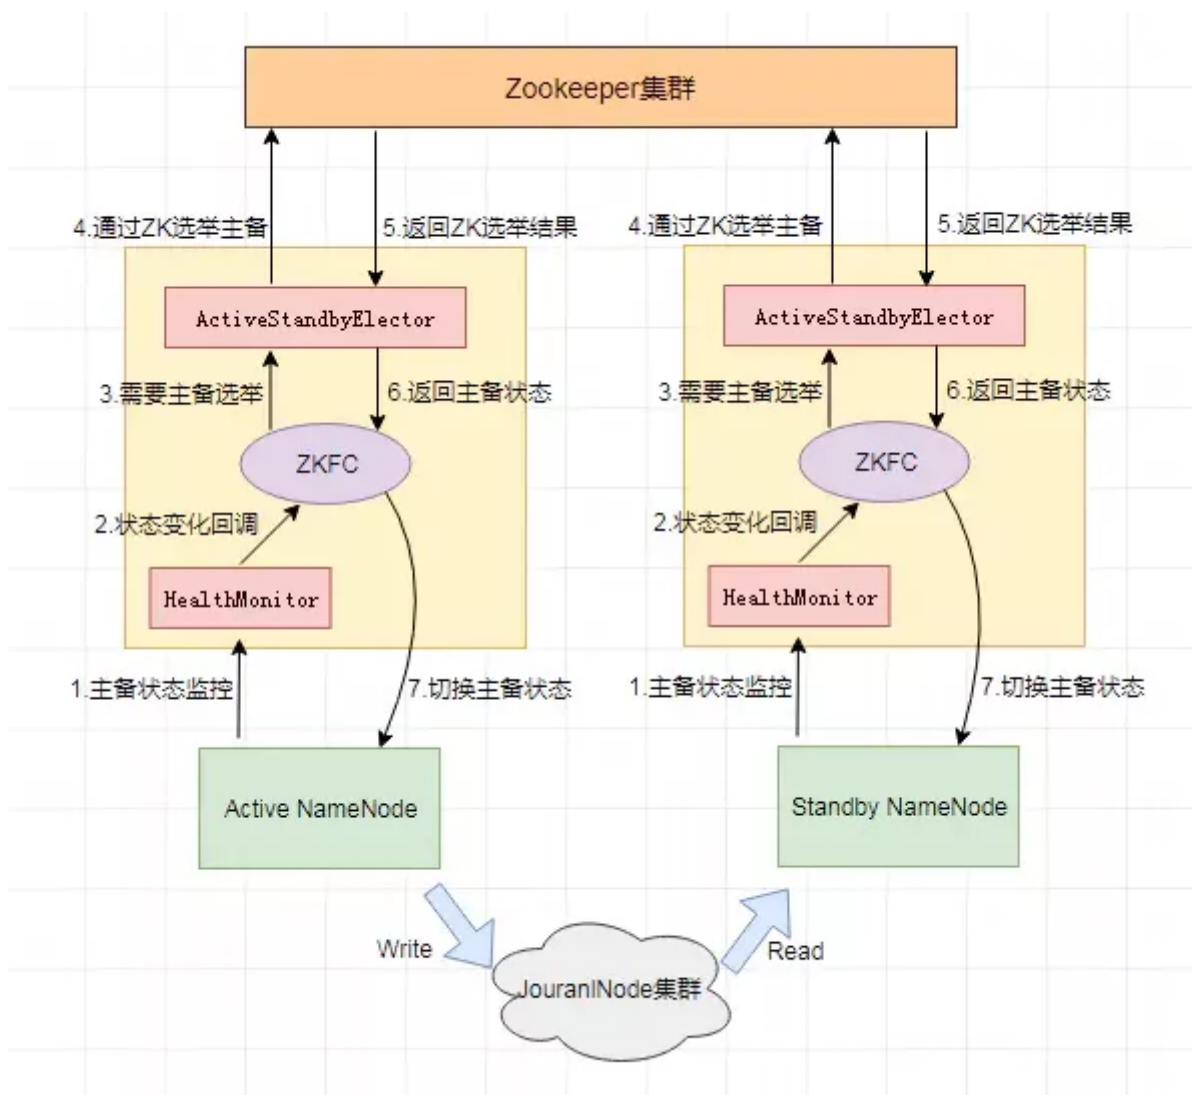 Zookeeper集群
4.通过ZK选举主备
5.返回ZK选举结果
4.通过ZK选举主备
5.返回ZK选举结果
ActiveStandbyElector
ActiveStandbyElector
3.需要主备选举
6.返回主备状态
3.需要主备选举
6.返回主备状态
ZKFC
ZKFC
2.状态变化回调
2.状态变化回调
HealthMonitor
HealthMonitor
1.主备状态监控
7.切换主备状态
1.主备状态监控
7.切换主备状态
Active NameNode
Standby NameNode
Write
Read
JouranlNode集群